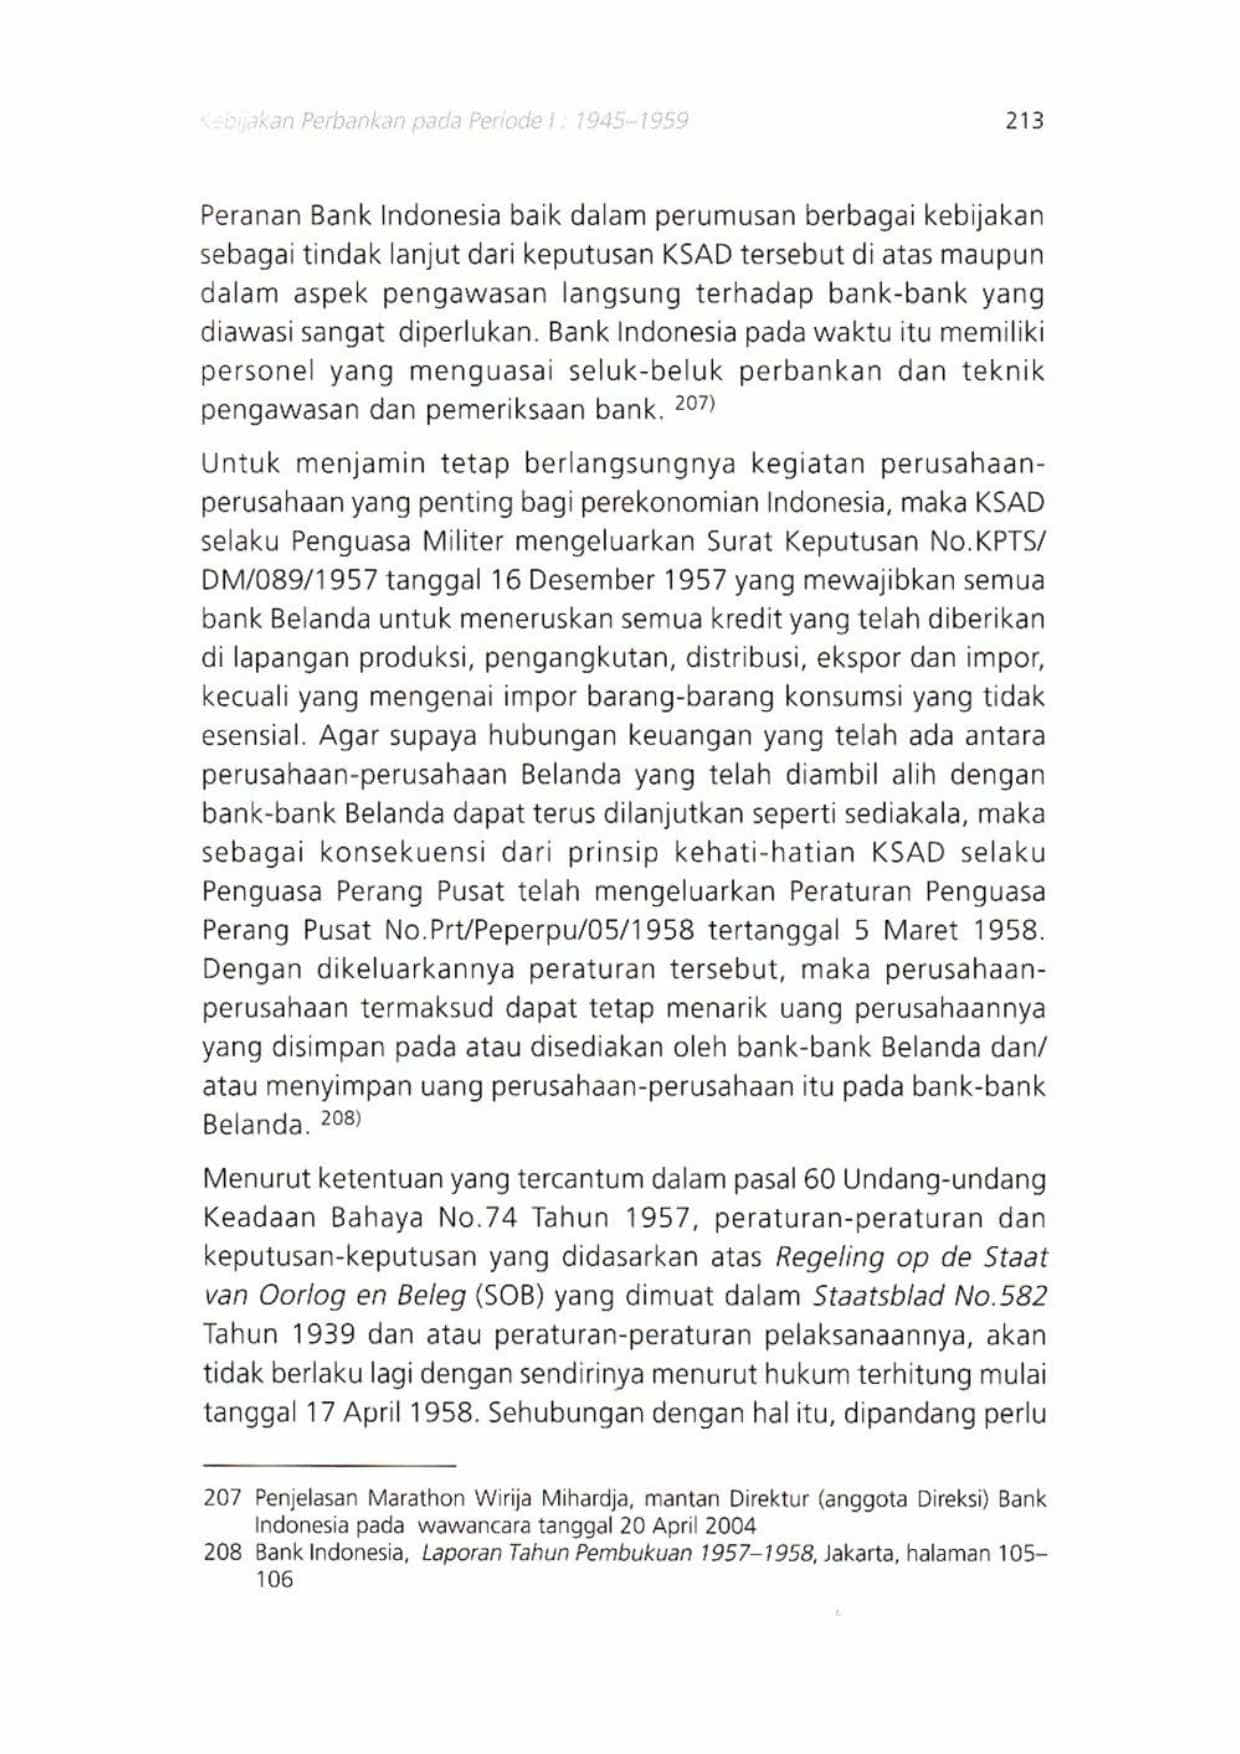 Kebijakan Perbankan pada Periode I : 1945–1959 213
Peranan Bank Indonesia baik dalam perumusan berbagai kebijakan
sebagai tindak lanjut dari keputusan KSAD tersebut di atas maupun
dalam aspek pengawasan langsung terhadap bank-bank yang
diawasi sangat diperlukan. Bank Indonesia pada waktu itu memiliki
personel yang menguasai seluk-beluk perbankan dan teknik
pengawasan dan pemeriksaan bank. 207)
Untuk menjamin tetap berlangsungnya kegiatan perusahaan-
perusahaan yang penting bagi perekonomian Indonesia, maka KSAD
selaku Penguasa Militer mengeluarkan Surat Keputusan No.KPTS/
DM/089/1957 tanggal 16 Desember 1957 yang mewajibkan semua
bank Belanda untuk meneruskan semua kredit yang telah diberikan
di lapangan produksi, pengangkutan, distribusi, ekspor dan impor,
kecuali yang mengenai impor barang-barang konsumsi yang tidak
esensial. Agar supaya hubungan keuangan yang telah ada antara
perusahaan-perusahaan Belanda yang telah diambil alih dengan
bank-bank Belanda dapat terus dilanjutkan seperti sediakala, maka
sebagai konsekuensi dari prinsip kehati-hatian KSAD selaku
Penguasa Perang Pusat telah mengeluarkan Peraturan Penguasa
Perang Pusat No.Prt/Peperpu/05/1958 tertanggal 5 Maret 1958.
Dengan dikeluarkannya peraturan tersebut, maka perusahaan-
perusahaan termaksud dapat tetap menarik uang perusahaannya
yang disimpan pada atau disediakan oleh bank-bank Belanda dan/
atau menyimpan uang perusahaan-perusahaan itu pada bank-bank
Belanda. 208)
Menurut ketentuan yang tercantum dalam pasal 60 Undang-undang
Keadaan Bahaya No.74 Tahun 1957, peraturan-peraturan dan
keputusan-keputusan yang didasarkan atas Regeling op de Staat
van Oorlog en Beleg (SOB) yang dimuat dalam Staatsblad No.582
Tahun 1939 dan atau peraturan-peraturan pelaksanaannya, akan
tidak berlaku lagi dengan sendirinya menurut hukum terhitung mulai
tanggal 17 April 1958. Sehubungan dengan hal itu, dipandang perlu
207 Penjelasan Marathon Wirija Mihardja, mantan Direktur (anggota Direksi) Bank
Indonesia pada wawancara tanggal 20 April 2004
208 Bank Indonesia, Laporan Tahun Pembukuan 1957–1958, Jakarta, halaman 105–
106